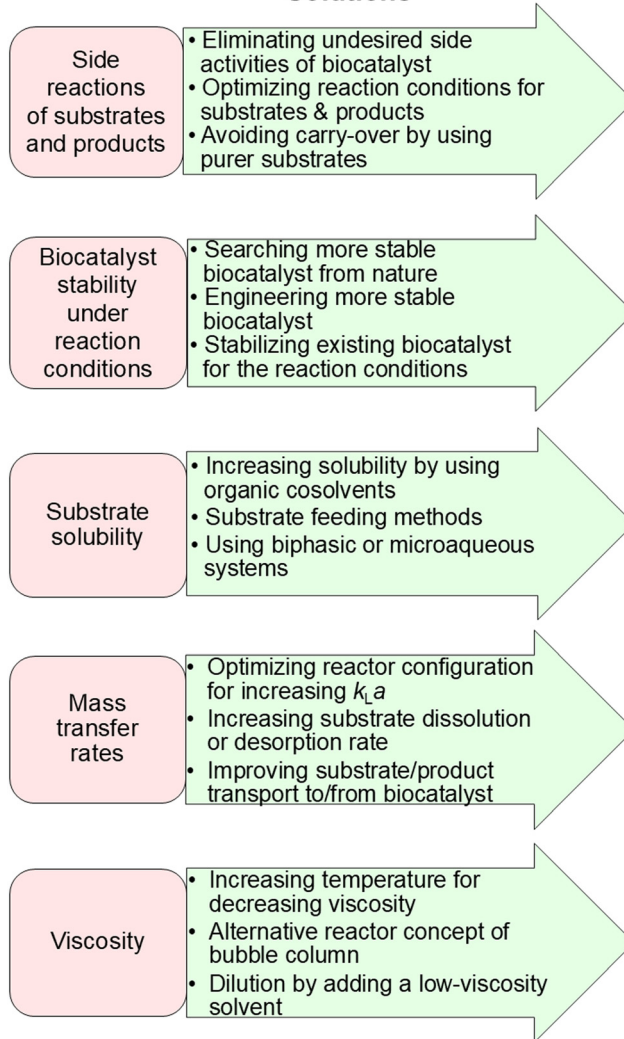 Side
reactions
of substrates
and products
• Eliminating undesired side
activities of biocatalyst
• Optimizing reaction conditions for
substrates & products
• Avoiding carry-over by using
purer substrates
Biocatalyst
stability
under
reaction
conditions
• Searching more stable
biocatalyst from nature
• Engineering more stable
biocatalyst
• Stabilizing existing biocatalyst
for the reaction conditions
Substrate
solubility
• Increasing solubility by using
organic cosolvents
• Substrate feeding methods
• Using biphasic or microaqueous
systems
Mass
transfer
rates
• Optimizing reactor configuration
for increasing kLa
• Increasing substrate dissolution
or desorption rate
• Improving substrate/product
transport to/from biocatalyst
Viscosity
• Increasing temperature for
decreasing viscosity
• Alternative reactor concept of
bubble column
• Dilution by adding a low-viscosity
solvent